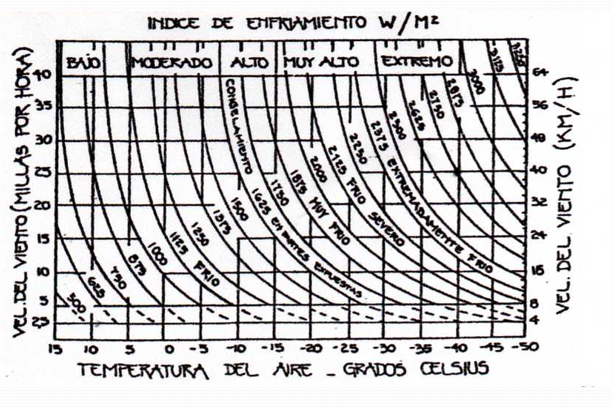 INDICE DE ENFRIAMIENTO W/M²
BAJO MODERADO ALTO MUY ALTO EXTREMO
VEL. DEL VIENTO (MILLAS POR HORA)
40
35
30
25
20
15
10
5
2,5
VEL. DEL VIENTO (KM/H)
64
56
48
40
32
24
8
4
500
625
750
875
1000
1125 FRIO
1250
1375
1500
CONGELAMIENTO
1625 EN PARTES EXPUESTAS
1750
1875 MUY FRIO
2000
2125 FRIO SEVERO
2250
2375 EXTREMADAMENTE FRIO
2500
2625
2750
2875
3000
3125
3250
15 10 5 0 -5 -10 -15 -20 -25 -30 -35 -40 -45 -50
TEMPERATURA DEL AIRE - GRADOS CELSIUS